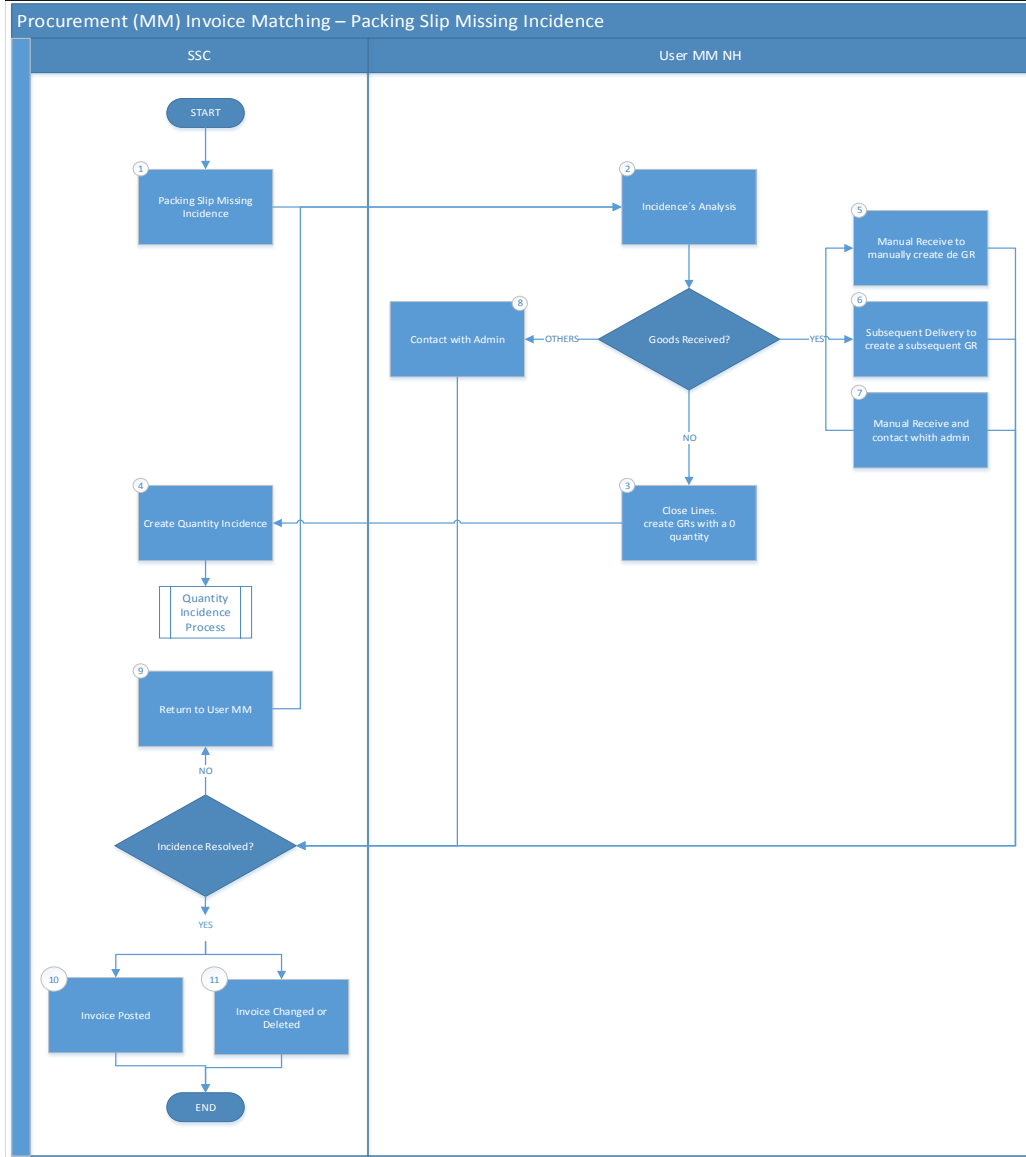 Procurement (MM) Invoice Matching – Packing Slip Missing Incidence
SSC
User MM NH
START
1
Packing Slip Missing
Incidence
2
Incidence´s Analysis
5
Manual Receive to
manually create de GR
8
Contact with Admin
OTHERS
Goods Received?
YES
6
Subsequent Delivery to
create a subsequent GR
7
Manual Receive and
contact whith admin
NO
4
Create Quantity Incidence
3
Close Lines.
create GRs with a 0
quantity
Quantity
Incidence
Process
9
Return to User MM
NO
Incidence Resolved?
YES
10
Invoice Posted
11
Invoice Changed or
Deleted
END